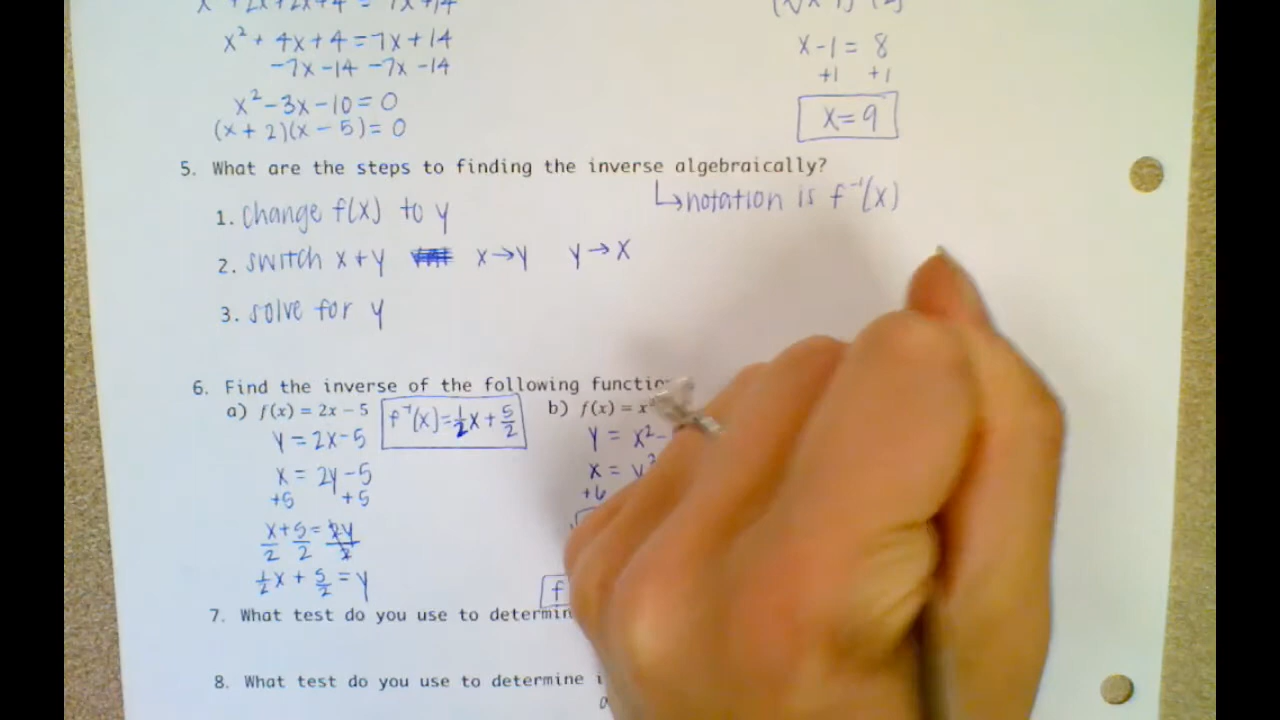 x² + 4x + 4 = 7x + 14
-7x - 14 -7x - 14
x² - 3x - 10 = 0
(x + 2)(x - 5) = 0
x - 1 = 8
+1 +1
x = 9
5. What are the steps to finding the inverse algebraically?
↳notation is f⁻¹(x)
1. change f(x) to y
2. switch x + y x→y y→x
3. solve for y
6. Find the inverse of the following
a) f(x) = 2x - 5
f⁻¹(x) = 1/2x + 5/2
y = 2x - 5
x = 2y - 5
+5 +5
x/2 + 5/2 = 2y/2
1/2x + 5/2 = y
b) f(x) = x
y = x² -
x = y²
+6
f
7. What test do you use to
8. What test do you use to determine